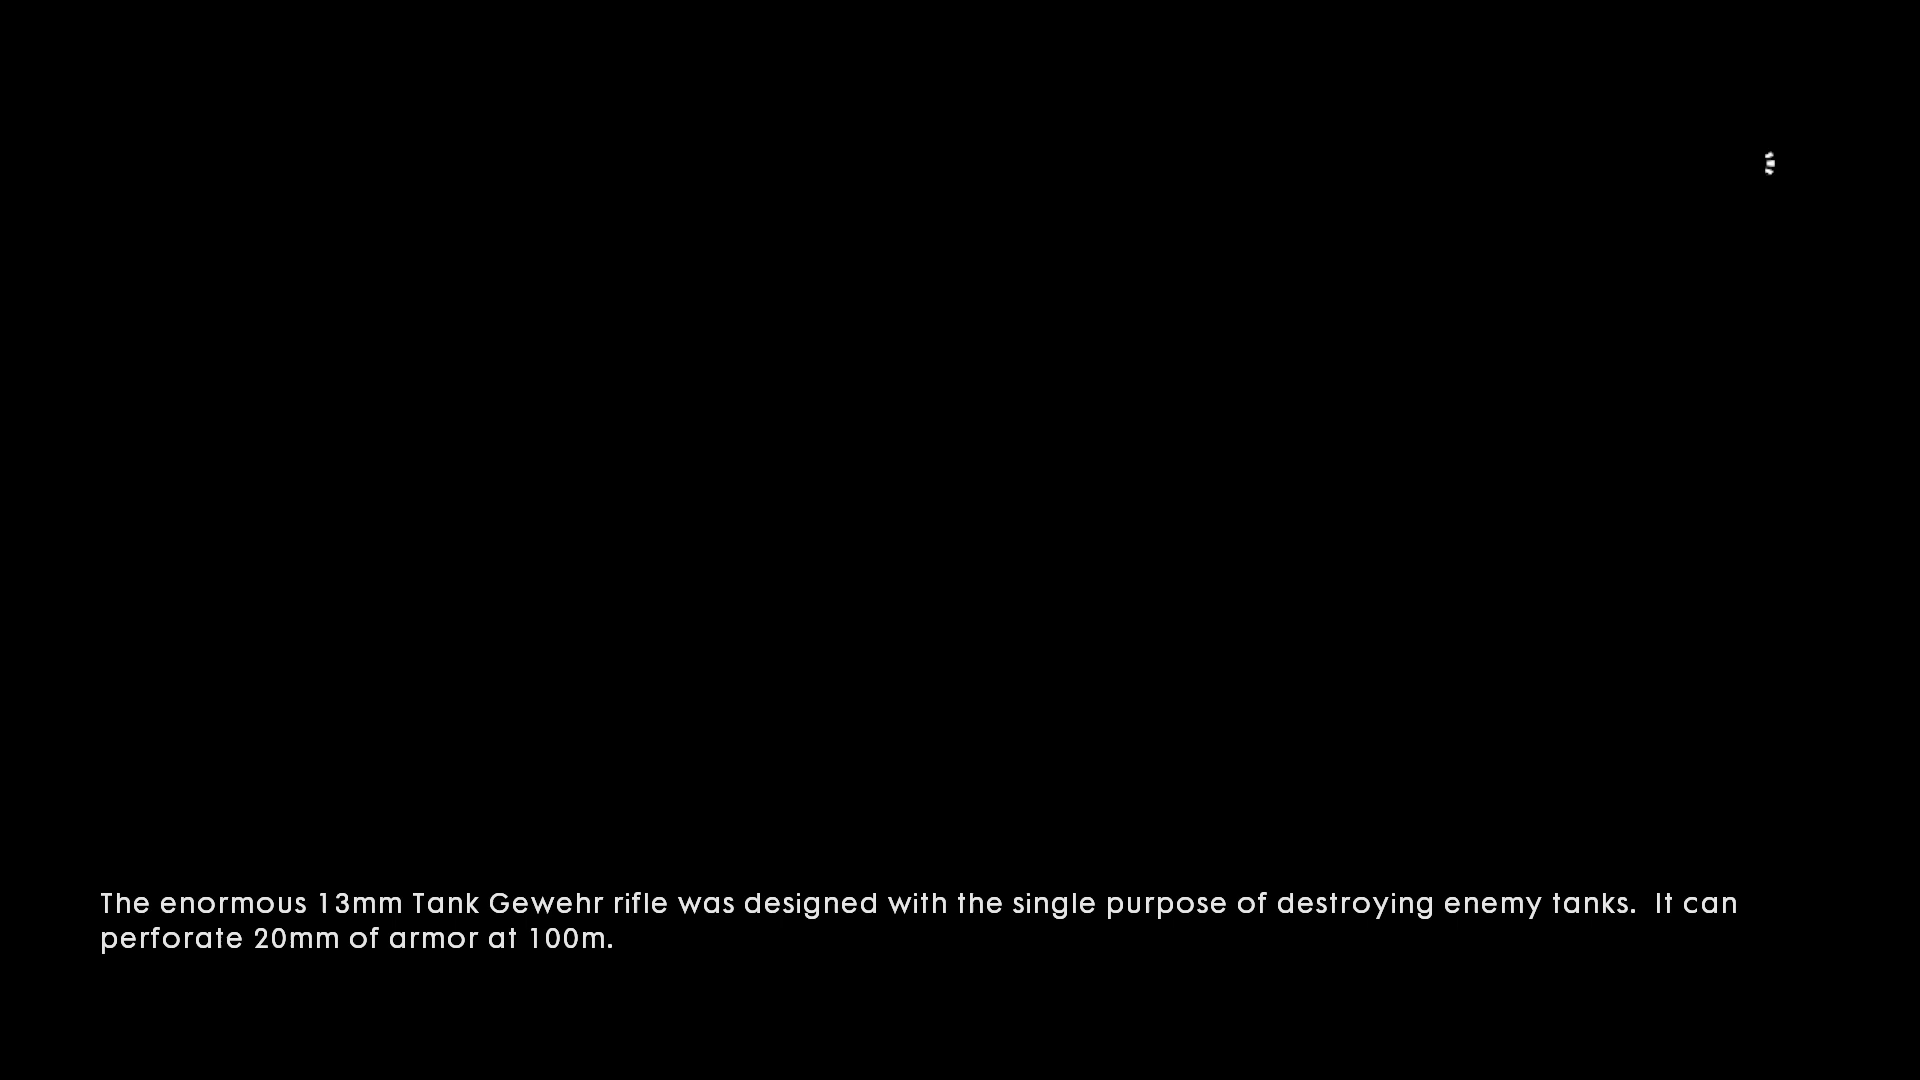 The enormous 13mm Tank Gewehr rifle was designed with the single purpose of destroying enemy tanks.  It can
perforate 20mm of armor at 100m.